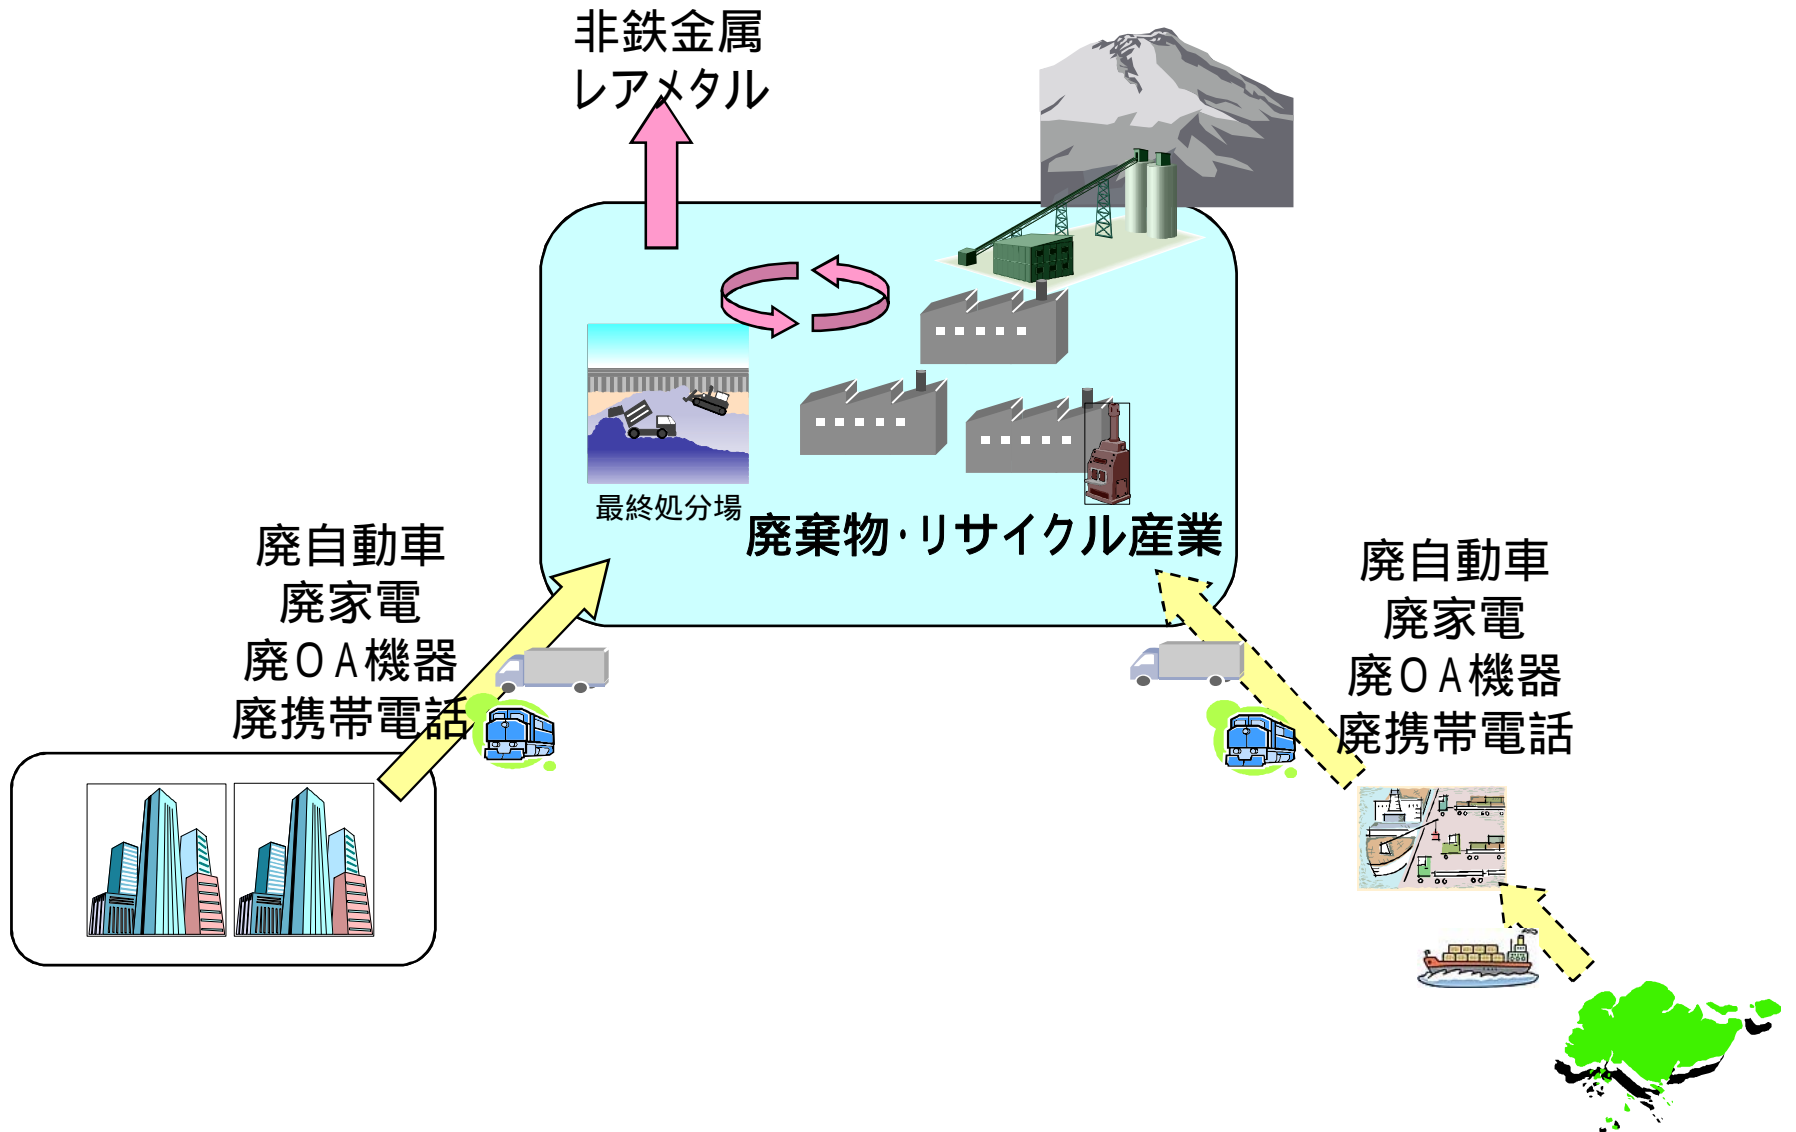 非鉄金属
レアメタル
最終処分場
廃棄物・リサイクル産業
廃自動車
廃家電
廃OA機器
廃携帯電話
廃自動車
廃家電
廃OA機器
廃携帯電話